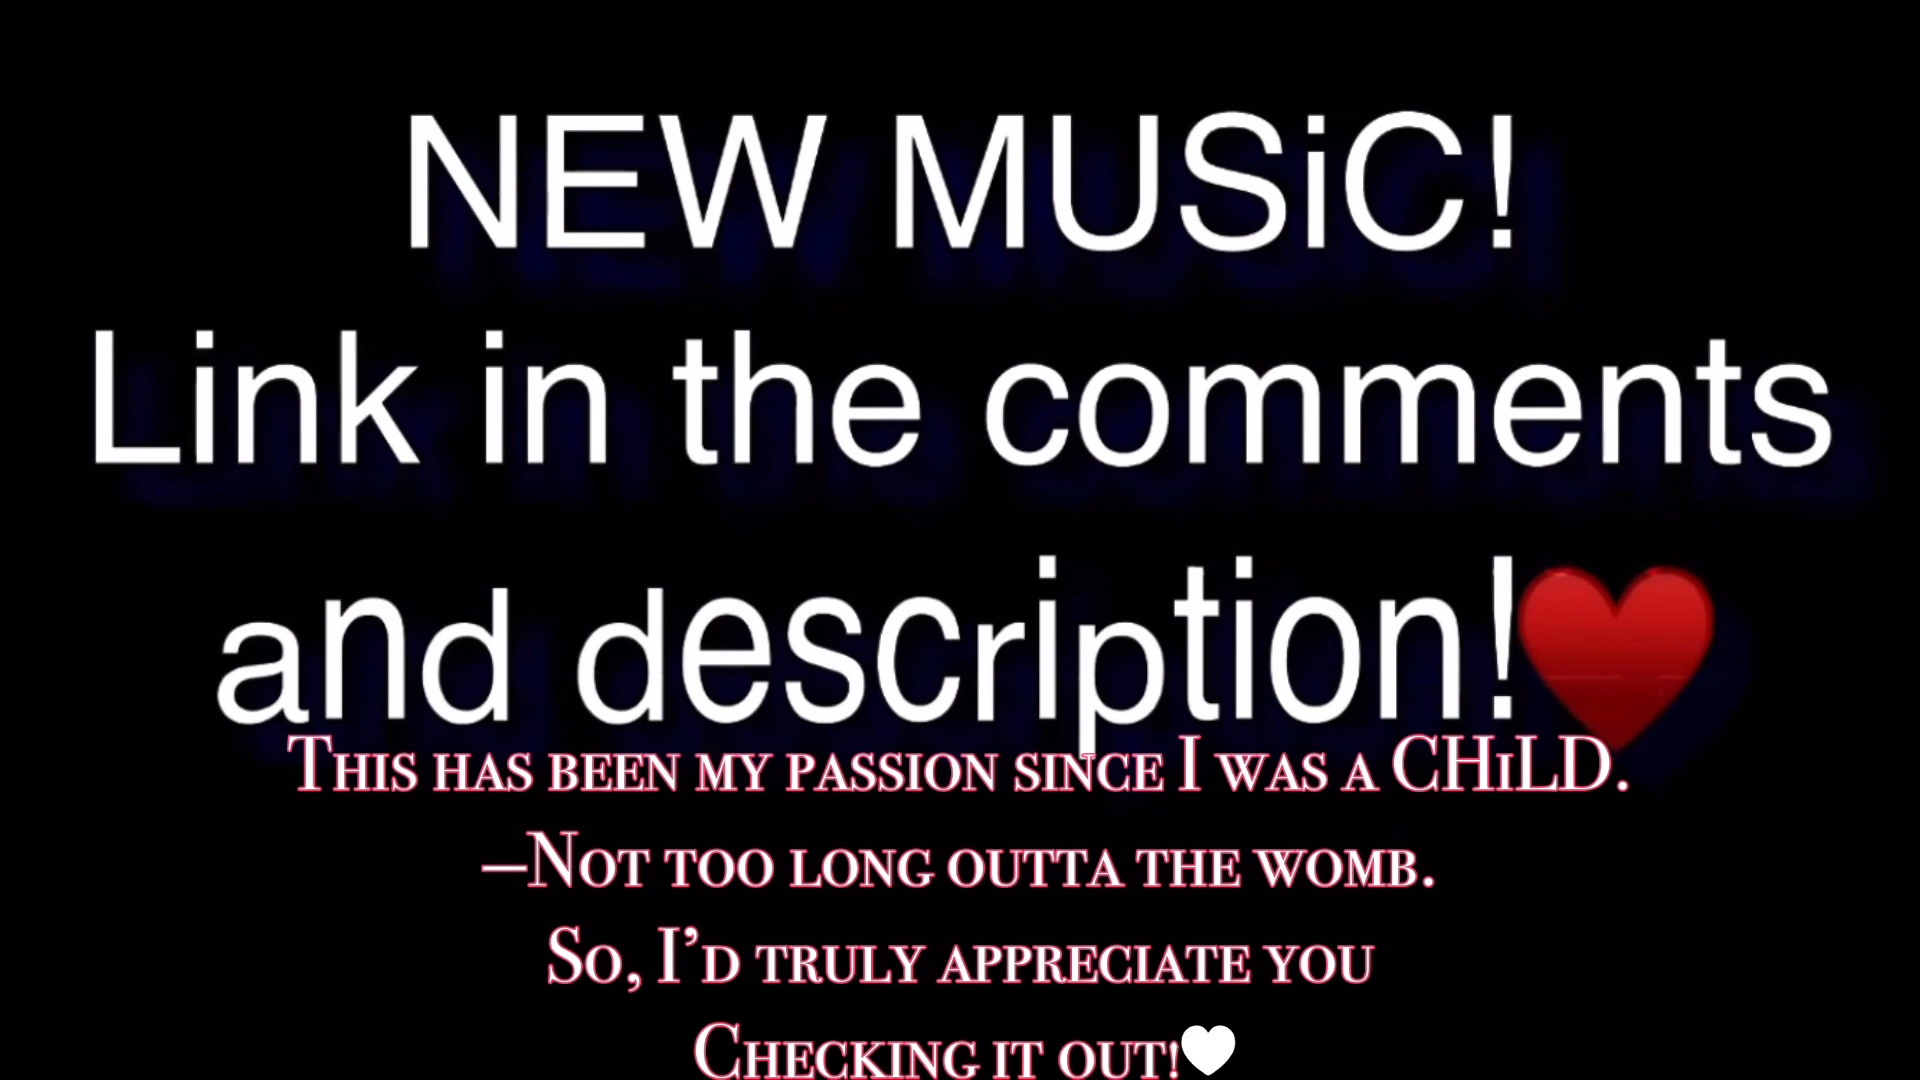 NEW MUSiC!
Link in the comments
and description!♥️
This has been my passion since I was a CHiLD.
—Not too long outta the womb.
So, I’d truly appreciate you
Checking it out!🤍